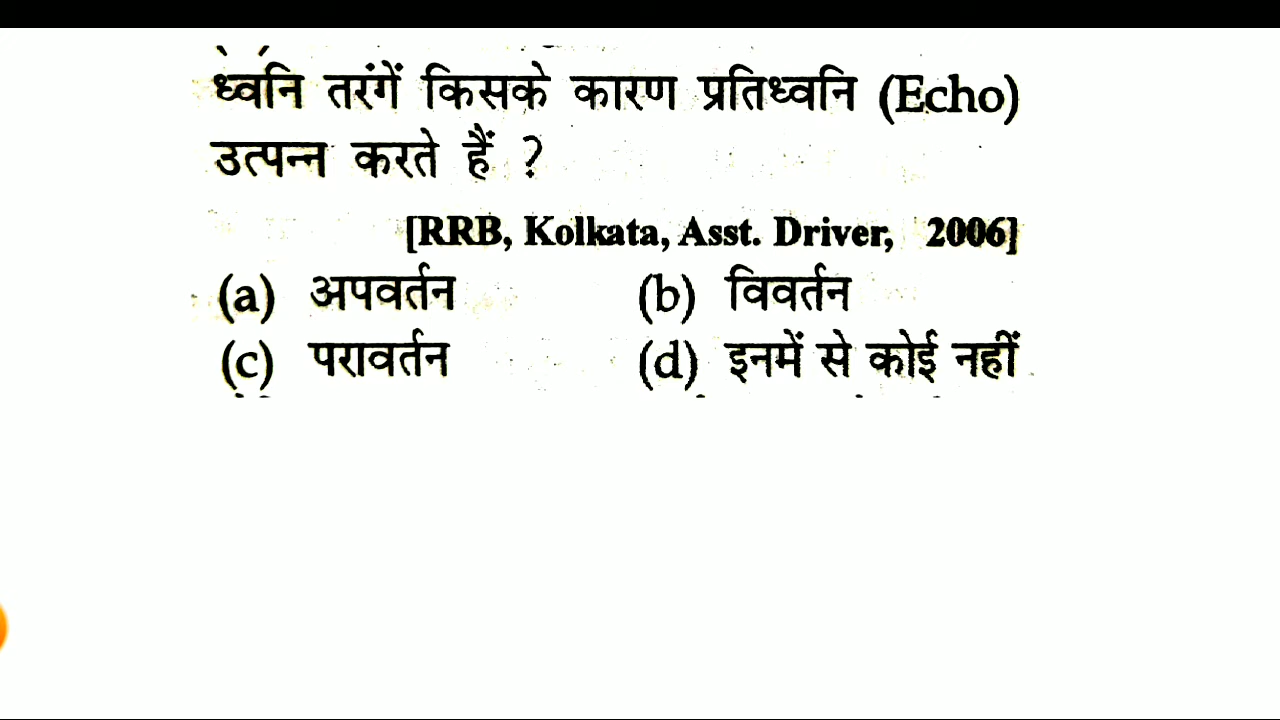 ध्वनि तरंगें किसके कारण प्रतिध्वनि (Echo)
उत्पन्न करते हैं ?
[RRB, Kolkata, Asst. Driver, 2006]
(a) अपवर्तन (b) विवर्तन
(c) परावर्तन (d) इनमें से कोई नहीं